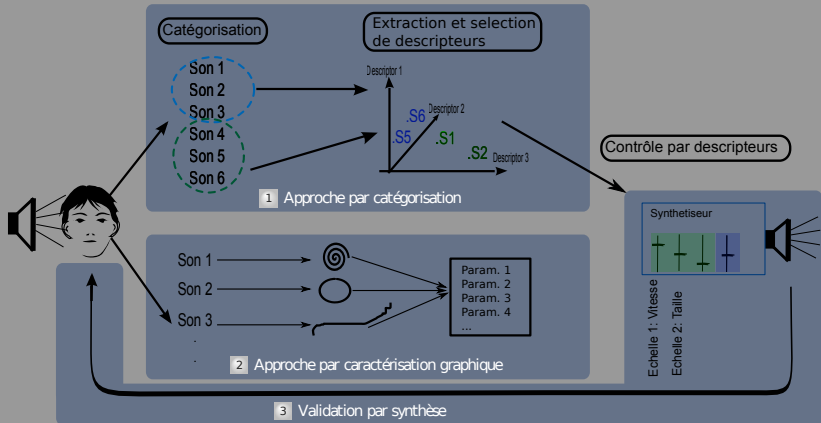 Catégorisation
Extraction et selection
de descripteurs
Son 1
Son 2
Son 3
Son 4
Son 5
Son 6
Descriptor 1
Descriptor 2
Descriptor 3
.S6
.S5
.S1
.S2
1 Approche par catégorisation
Contrôle par descripteurs
Synthetiseur
Echelle 1: Vitesse
Echelle 2: Taille
Son 1
Son 2
Son 3
.
.
Param. 1
Param. 2
Param. 3
Param. 4
...
2 Approche par caractérisation graphique
3 Validation par synthèse